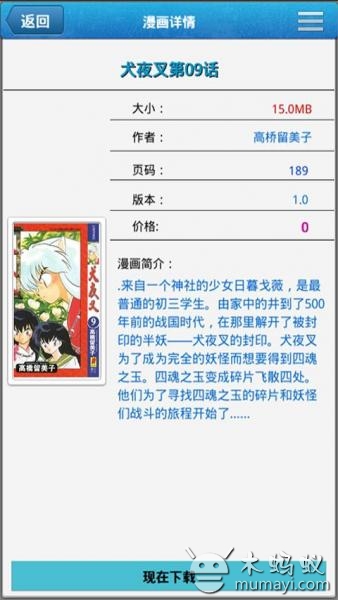 返回
漫画详情
犬夜叉第09话
大小：
15.0MB
作者：
高桥留美子
页码：
189
版本：
1.0
价格:
0
犬夜叉
9
高橋留美子
高橋留美子
漫画简介：
.来自一个神社的少女日暮戈薇，是最
普通的初三学生。由家中的井到了500
年前的战国时代，在那里解开了被封
印的半妖——犬夜叉的封印。犬夜叉
为了成为完全的妖怪而想要得到四魂
之玉。四魂之玉变成碎片飞散四处。
他们为了寻找四魂之玉的碎片和妖怪
们战斗的旅程开始了......
现在下载
木蚂蚁
mumayi.com